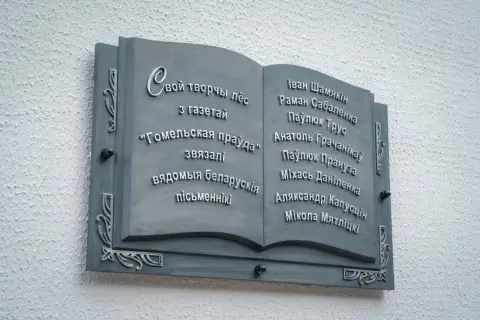 Свой творчы лёс
з газетай
"Гомельская праўда"
звязалі
вядомыя беларускія
пісьменнікі
Іван Шамякін
Раман Сабаленка
Паўлюк Трус
Анатоль Грачанікаў
Паўлюк Прануза
Міхась Даніленка
Аляксандр Капусцін
Мікола Мятліцкі